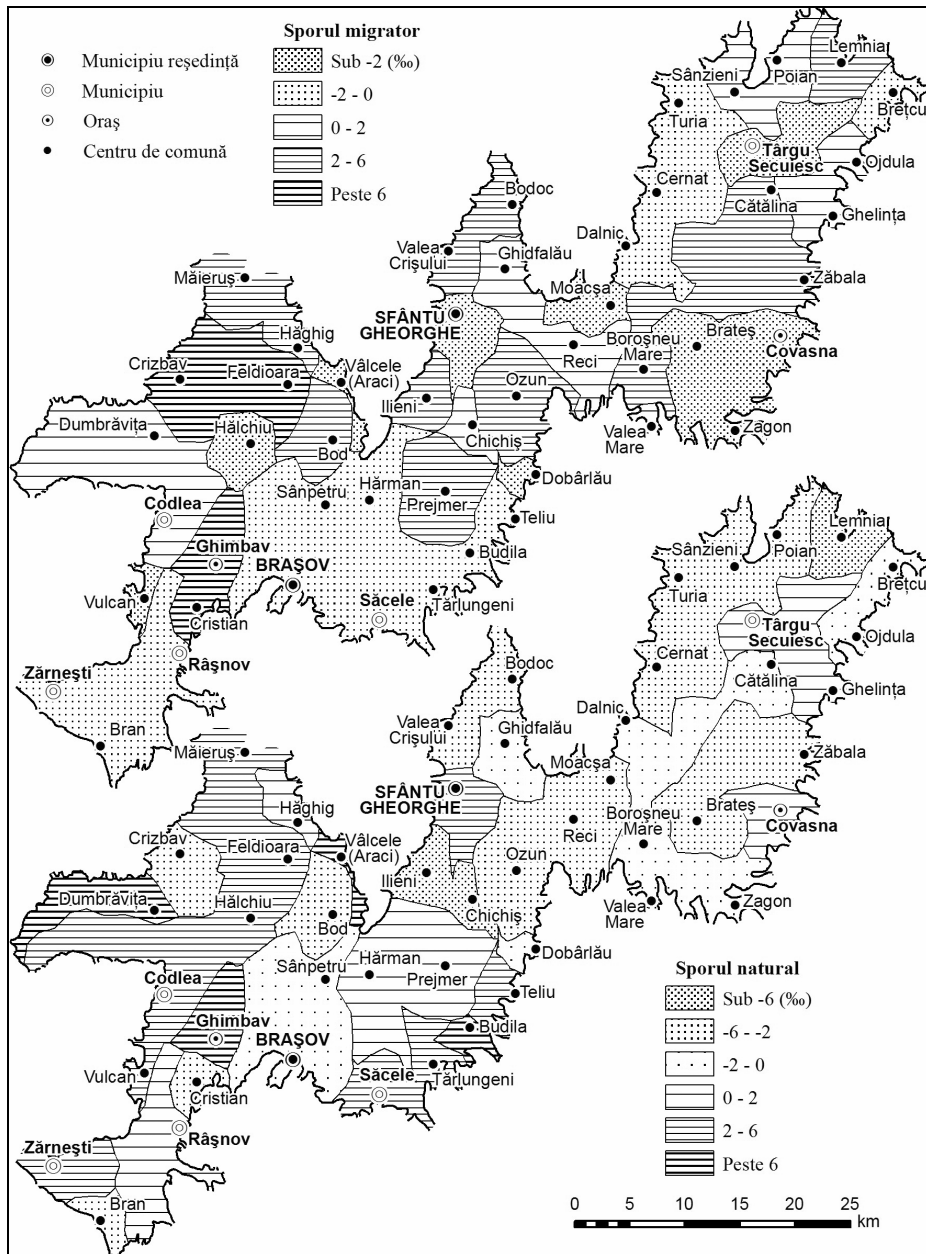 Sporul migrator
Municipiu reşedinţă
Municipiu
Oraş
Centru de comună
Sub -2 (‰)
-2 - 0
0 - 2
2 - 6
Peste 6
Lemnia
Sânzieni
Poian
Breţcu
Turia
Târgu
Secuiesc
Ojdula
Cernat
Cătălina
Bodoc
Ghelinţa
Valea
Crişului
Ghidfalău
Dalnic
Zăbala
Moacşa
Măieruş
SFÂNTU
GHEORGHE
Hăghig
Reci
Boroşneu
Mare
Brateş
Covasna
Crizbav
Feldioara
Vâlcele
(Araci)
Ilieni
Ozun
Dumbrăviţa
Hălchiu
Bod
Chichiş
Valea
Mare
Zagon
Dobârlău
Codlea
Sânpetru
Hărman
Prejmer
Teliu
Ghimbav
BRAŞOV
Budila
Vulcan
Cristian
Săcele
Tărlungeni
Râşnov
Zărneşti
Bran
Lemnia
Sânzieni
Poian
Breţcu
Turia
Târgu
Secuiesc
Ojdula
Cernat
Cătălina
Bodoc
Ghelinţa
Valea
Crişului
Ghidfalău
Dalnic
Zăbala
Moacşa
Măieruş
SFÂNTU
GHEORGHE
Hăghig
Reci
Boroşneu
Mare
Brateş
Covasna
Crizbav
Feldioara
Vâlcele
(Araci)
Ilieni
Ozun
Dumbrăviţa
Hălchiu
Bod
Chichiş
Valea
Mare
Zagon
Dobârlău
Codlea
Sânpetru
Hărman
Prejmer
Teliu
Ghimbav
BRAŞOV
Budila
Vulcan
Cristian
Săcele
Tărlungeni
Râşnov
Zărneşti
Bran
Sporul natural
Sub -6 (‰)
-6 - -2
-2 - 0
0 - 2
2 - 6
Peste 6
0 5 10 15 20 25
km